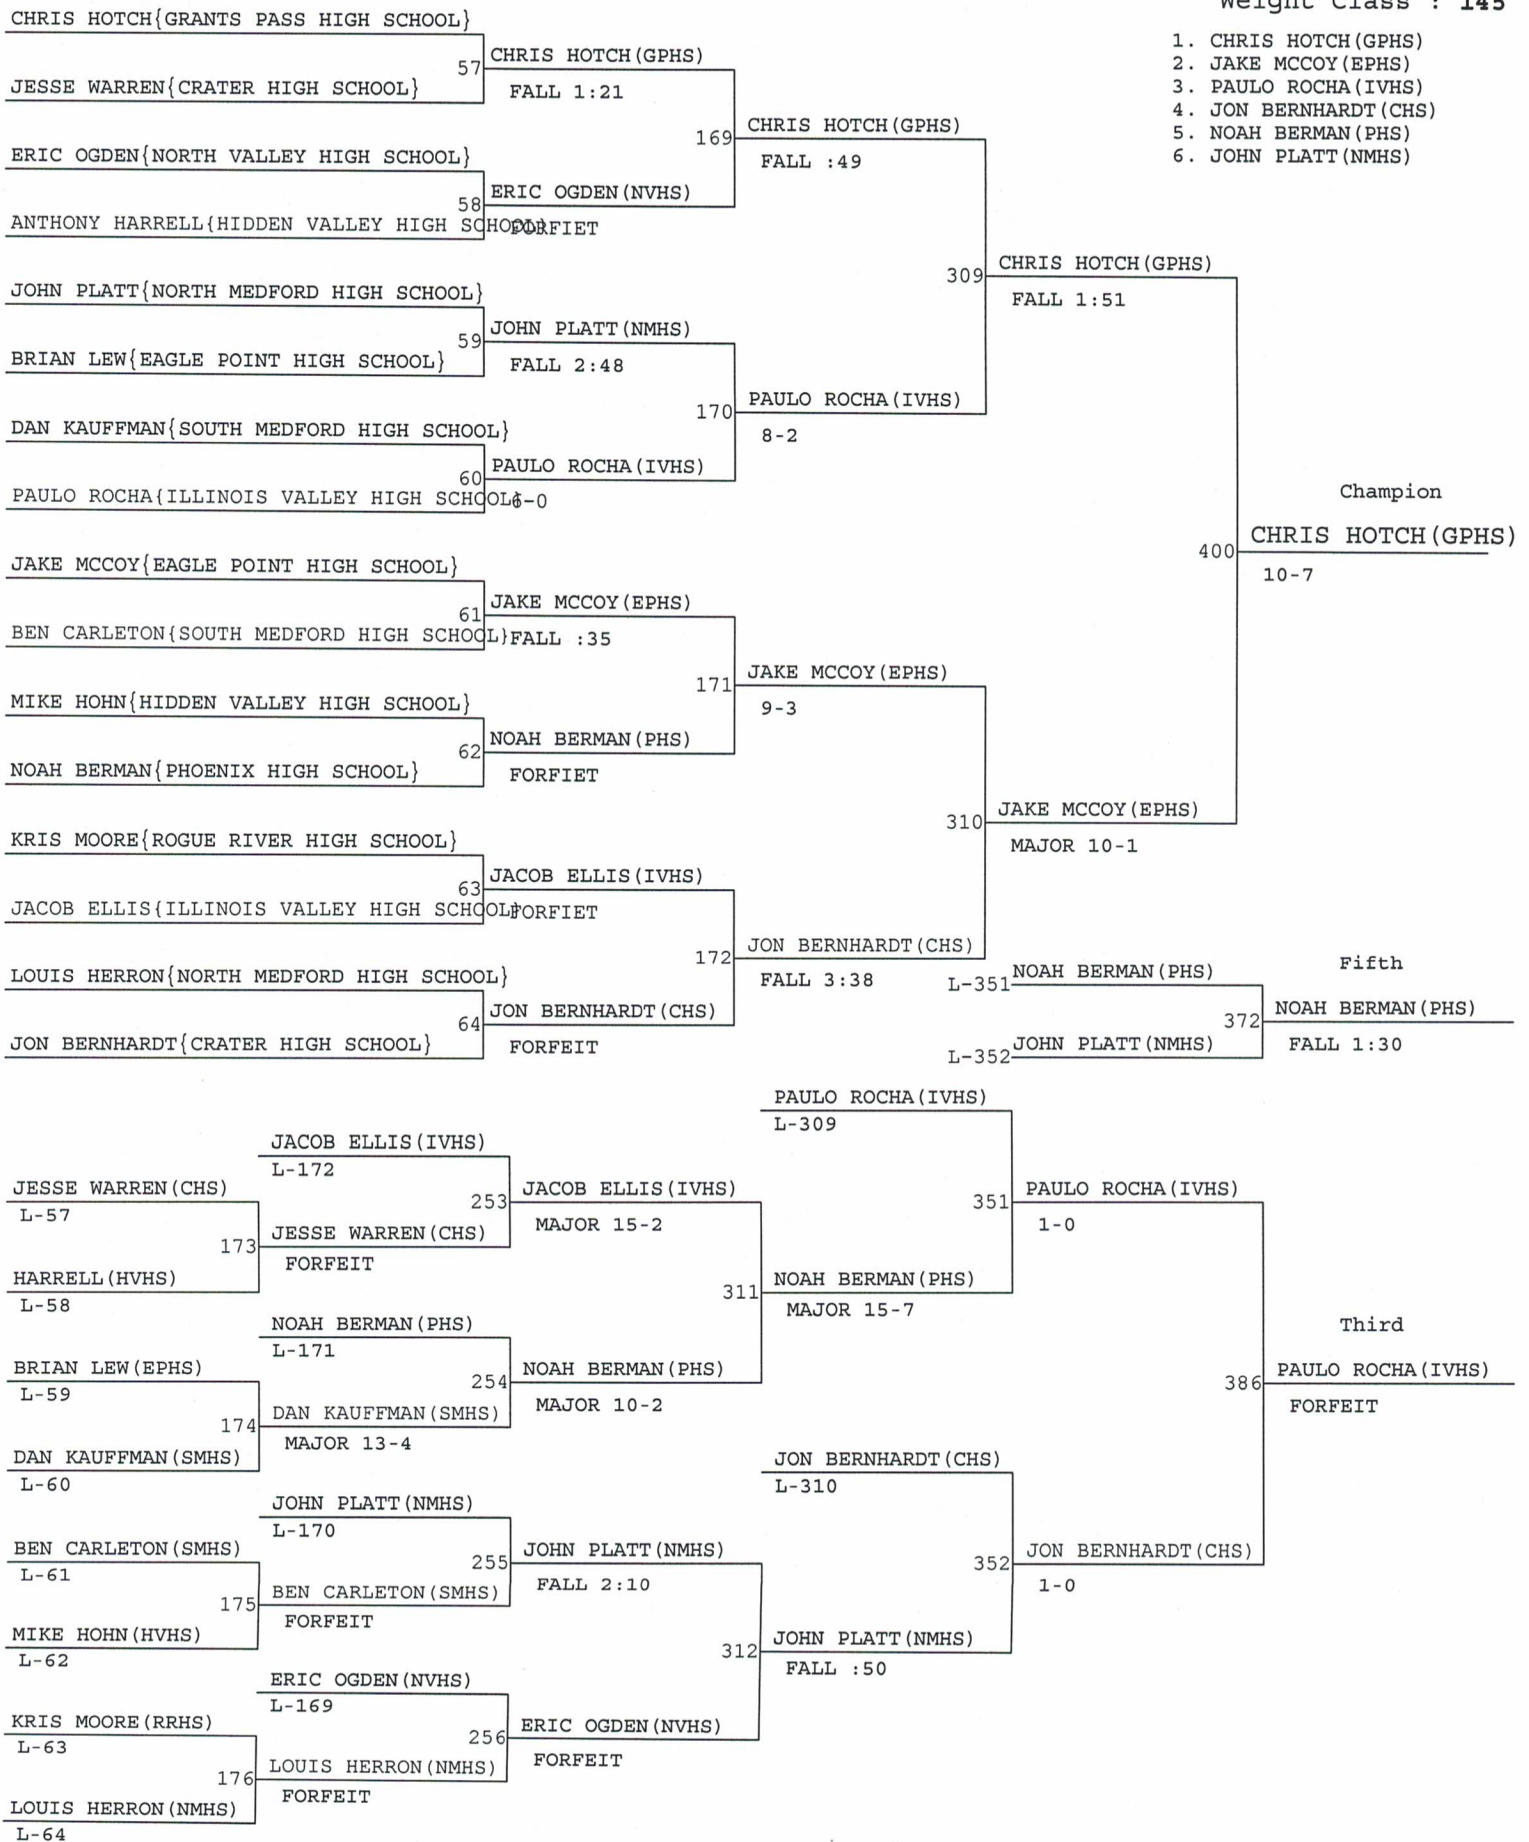 Weight Class : 145
1. CHRIS HOTCH(GPHS)
2. JAKE MCCOY(EPHS)
3. PAULO ROCHA(IVHS)
4. JON BERNHARDT(CHS)
5. NOAH BERMAN(PHS)
6. JOHN PLATT(NMHS)
CHRIS HOTCH{GRANTS PASS HIGH SCHOOL}
57
CHRIS HOTCH(GPHS)
FALL 1:21
JESSE WARREN{CRATER HIGH SCHOOL}
169
CHRIS HOTCH(GPHS)
FALL :49
ERIC OGDEN{NORTH VALLEY HIGH SCHOOL}
58
ERIC OGDEN(NVHS)
FORFIET
ANTHONY HARRELL{HIDDEN VALLEY HIGH SCHOOL}
309
CHRIS HOTCH(GPHS)
FALL 1:51
JOHN PLATT{NORTH MEDFORD HIGH SCHOOL}
59
JOHN PLATT(NMHS)
FALL 2:48
BRIAN LEW{EAGLE POINT HIGH SCHOOL}
170
PAULO ROCHA(IVHS)
8-2
DAN KAUFFMAN{SOUTH MEDFORD HIGH SCHOOL}
60
PAULO ROCHA(IVHS)
6-0
PAULO ROCHA{ILLINOIS VALLEY HIGH SCHOOL}
Champion
400
CHRIS HOTCH(GPHS)
10-7
JAKE MCCOY{EAGLE POINT HIGH SCHOOL}
61
JAKE MCCOY(EPHS)
FALL :35
BEN CARLETON{SOUTH MEDFORD HIGH SCHOOL}
171
JAKE MCCOY(EPHS)
9-3
MIKE HOHN{HIDDEN VALLEY HIGH SCHOOL}
62
NOAH BERMAN(PHS)
FORFIET
NOAH BERMAN{PHOENIX HIGH SCHOOL}
310
JAKE MCCOY(EPHS)
MAJOR 10-1
KRIS MOORE{ROGUE RIVER HIGH SCHOOL}
63
JACOB ELLIS(IVHS)
FORFIET
JACOB ELLIS{ILLINOIS VALLEY HIGH SCHOOL}
172
JON BERNHARDT(CHS)
FALL 3:38
LOUIS HERRON{NORTH MEDFORD HIGH SCHOOL}
64
JON BERNHARDT(CHS)
FORFEIT
JON BERNHARDT{CRATER HIGH SCHOOL}
Fifth
L-351
NOAH BERMAN(PHS)
372
NOAH BERMAN(PHS)
FALL 1:30
L-352
JOHN PLATT(NMHS)
PAULO ROCHA(IVHS)
L-309
JACOB ELLIS(IVHS)
L-172
JESSE WARREN(CHS)
L-57
253
JACOB ELLIS(IVHS)
MAJOR 15-2
351
PAULO ROCHA(IVHS)
1-0
173
JESSE WARREN(CHS)
FORFEIT
HARRELL(HVHS)
L-58
311
NOAH BERMAN(PHS)
MAJOR 15-7
NOAH BERMAN(PHS)
L-171
Third
BRIAN LEW(EPHS)
L-59
254
NOAH BERMAN(PHS)
MAJOR 10-2
386
PAULO ROCHA(IVHS)
FORFEIT
174
DAN KAUFFMAN(SMHS)
MAJOR 13-4
DAN KAUFFMAN(SMHS)
L-60
JON BERNHARDT(CHS)
L-310
JOHN PLATT(NMHS)
L-170
BEN CARLETON(SMHS)
L-61
255
JOHN PLATT(NMHS)
FALL 2:10
352
JON BERNHARDT(CHS)
1-0
175
BEN CARLETON(SMHS)
FORFEIT
MIKE HOHN(HVHS)
L-62
312
JOHN PLATT(NMHS)
FALL :50
ERIC OGDEN(NVHS)
L-169
KRIS MOORE(RRHS)
L-63
256
ERIC OGDEN(NVHS)
FORFEIT
176
LOUIS HERRON(NMHS)
FORFEIT
LOUIS HERRON(NMHS)
L-64